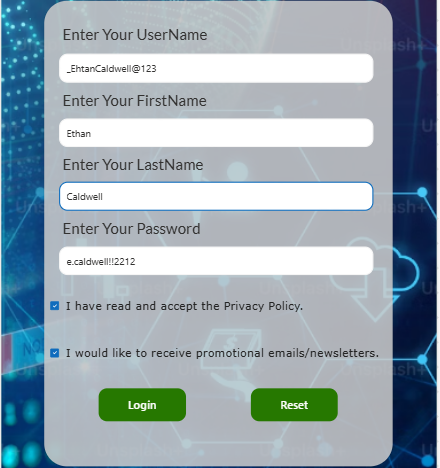 Enter Your UserName
_EhtanCaldwell@123
Enter Your FirstName
Ethan
Enter Your LastName
Caldwell
Enter Your Password
e.caldwell!!2212
I have read and accept the Privacy Policy.
I would like to receive promotional emails/newsletters.
Login Reset